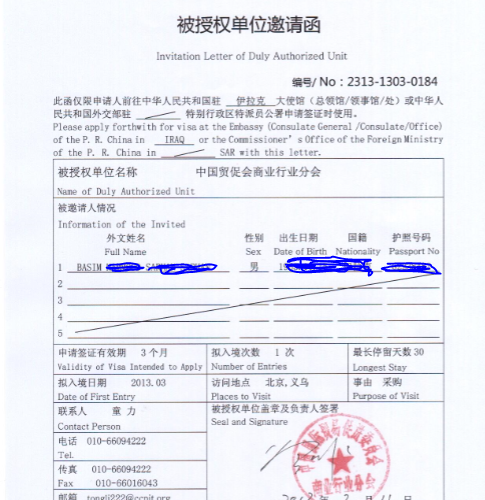 被授权单位邀请函
Invitation Letter of Duly Authorized Unit
编号/ No：2313-1303-0184
此函仅限申请人前往中华人民共和国驻 伊拉克 大使馆（总领馆/领事馆/处）或中华人
民共和国外交部驻 特别行政区特派员公署申请签证时使用。
Please apply forthwith for visa at the Embassy (Consulate General /Consulate/Office)
of the P. R. China in IRAQ or the Commissioner's Office of the Foreign Ministry
of the P. R. China in SAR with this letter.
被授权单位名称 中国贸促会商业行业分会
Name of Duly Authorized Unit
被邀请人情况
Information of the Invited
外文姓名 性别 出生日期 国籍 护照号码
Full Name Sex Date of Birth Nationality Passport No
1 BASIM 男
2
3
4
5
申请签证有效期 3 个月 拟入境次数 1 次 最长停留天数 30
Validity of Visa Intended to Apply Number of Entries Longest Stay
拟入境日期 2013.03 访问地点 北京,义乌 事由 采购
Date of First Entry Places to Visit Purpose of Visit
联系人 童 力 被授权单位盖章及负责人签署
Contact Person Seal and Signature
电话 010-66094222
Tel.
传真 010-66094222
Fax 010-66016043
邮箱 tongli222@ccpit.org
商业行业分会